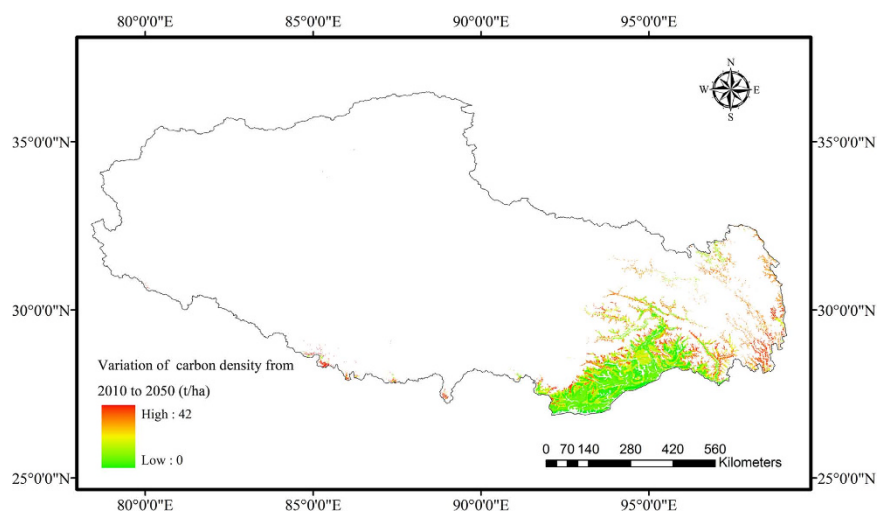 80°0'0"E 85°0'0"E 90°0'0"E 95°0'0"E
N
W E
S
35°0'0"N 35°0'0"N
30°0'0"N 30°0'0"N
Variation of carbon density from
2010 to 2050 (t/ha)
High : 42
Low : 0
0 70 140 280 420 560
Kilometers
25°0'0"N 25°0'0"N
80°0'0"E 85°0'0"E 90°0'0"E 95°0'0"E